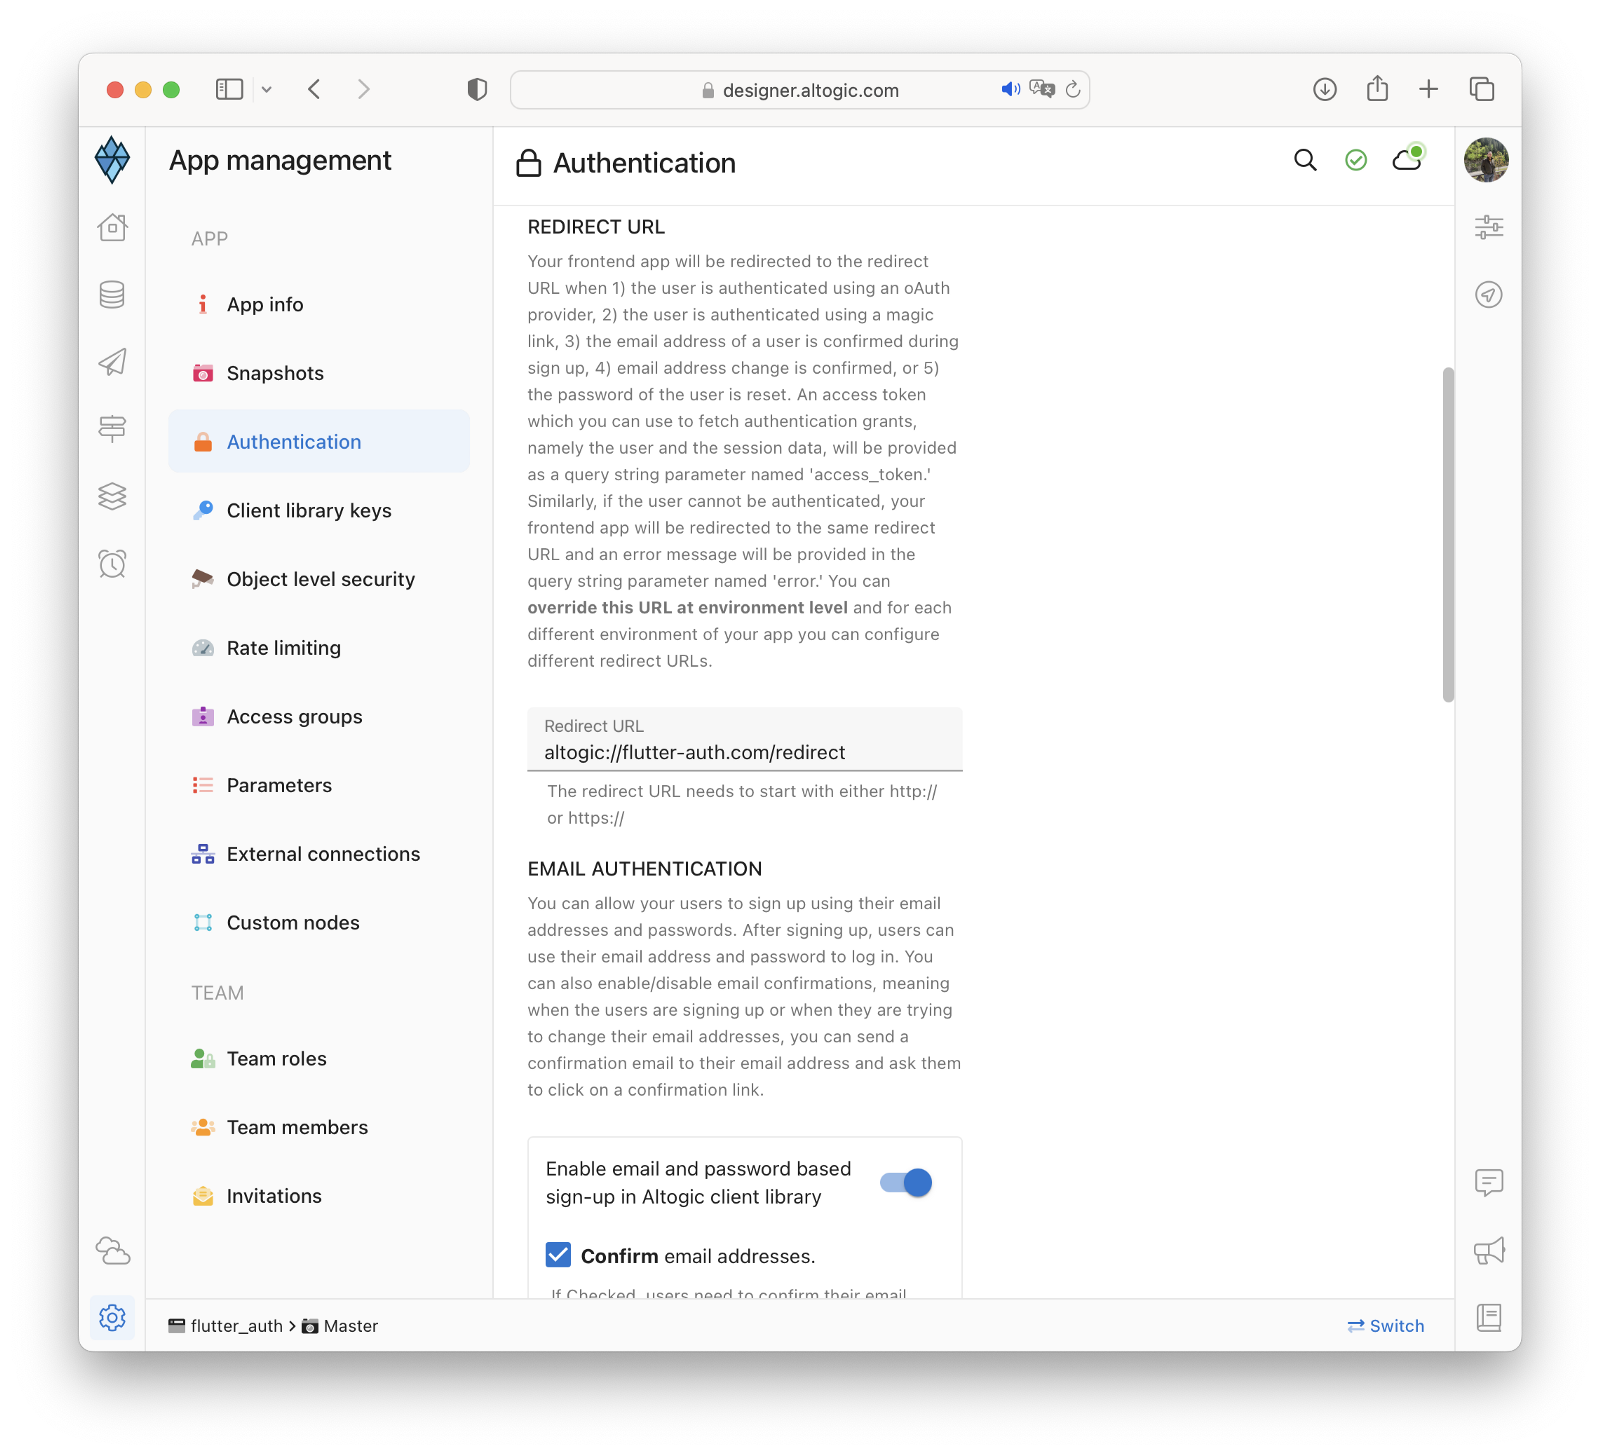 designer.altogic.com
App management
Authentication
APP
App info
Snapshots
Authentication
Client library keys
Object level security
Rate limiting
Access groups
Parameters
External connections
Custom nodes
TEAM
Team roles
Team members
Invitations
REDIRECT URL
Your frontend app will be redirected to the redirect
URL when 1) the user is authenticated using an oAuth
provider, 2) the user is authenticated using a magic
link, 3) the email address of a user is confirmed during
sign up, 4) email address change is confirmed, or 5)
the password of the user is reset. An access token
which you can use to fetch authentication grants,
namely the user and the session data, will be provided
as a query string parameter named 'access_token.'
Similarly, if the user cannot be authenticated, your
frontend app will be redirected to the same redirect
URL and an error message will be provided in the
query string parameter named 'error.' You can
override this URL at environment level and for each
different environment of your app you can configure
different redirect URLs.
Redirect URL
altogic://flutter-auth.com/redirect
The redirect URL needs to start with either http://
or https://
EMAIL AUTHENTICATION
You can allow your users to sign up using their email
addresses and passwords. After signing up, users can
use their email address and password to log in. You
can also enable/disable email confirmations, meaning
when the users are signing up or when they are trying
to change their email addresses, you can send a
confirmation email to their email address and ask them
to click on a confirmation link.
Enable email and password based
sign-up in Altogic client library
Confirm email addresses.
If Checked, users need to confirm their email
flutter_auth > Master
Switch